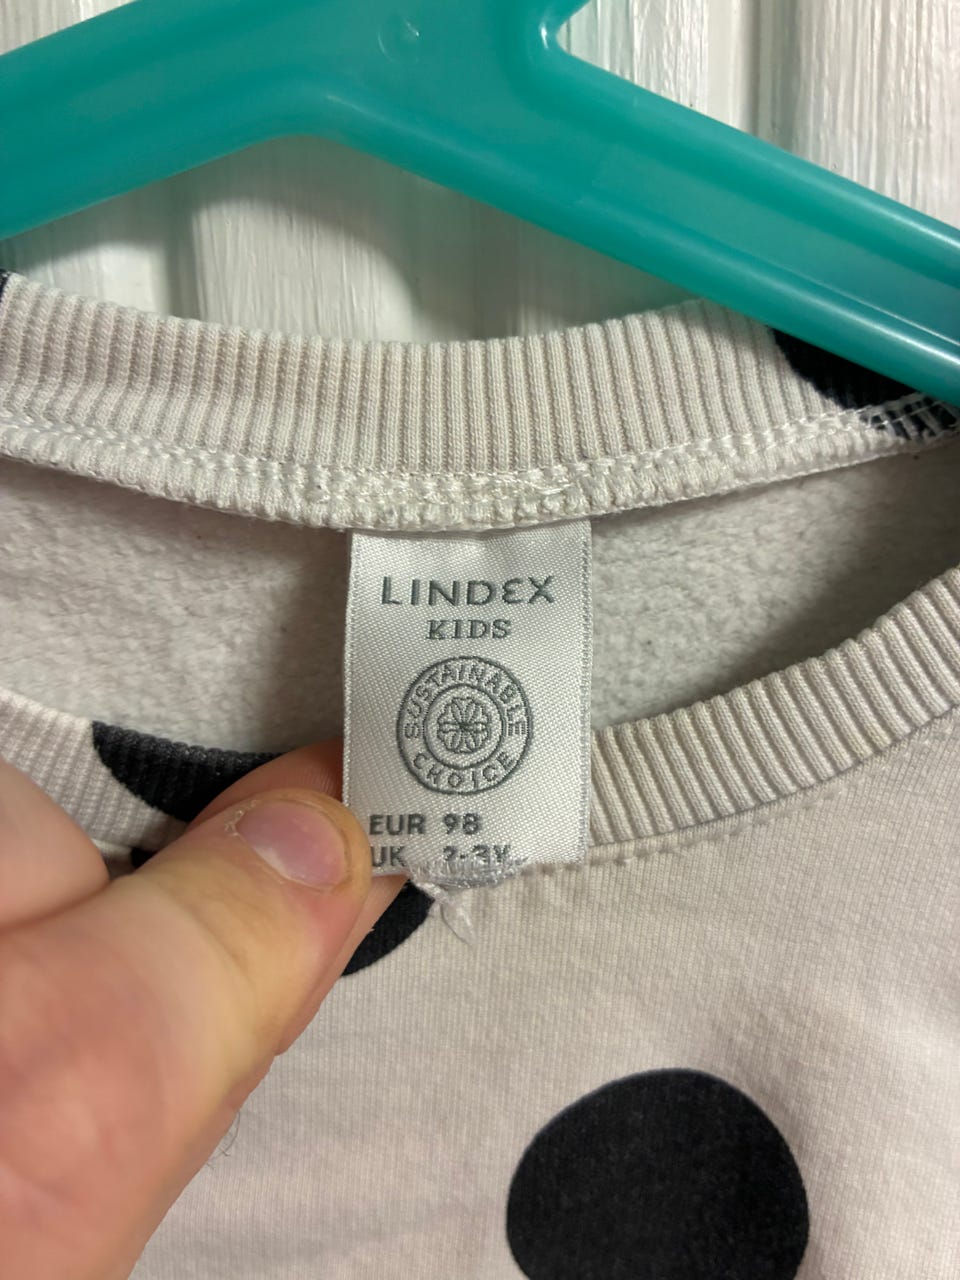 LINDEX
KIDS
SUSTAINABLE
CHOICE
EUR 98
UK 2-3Y